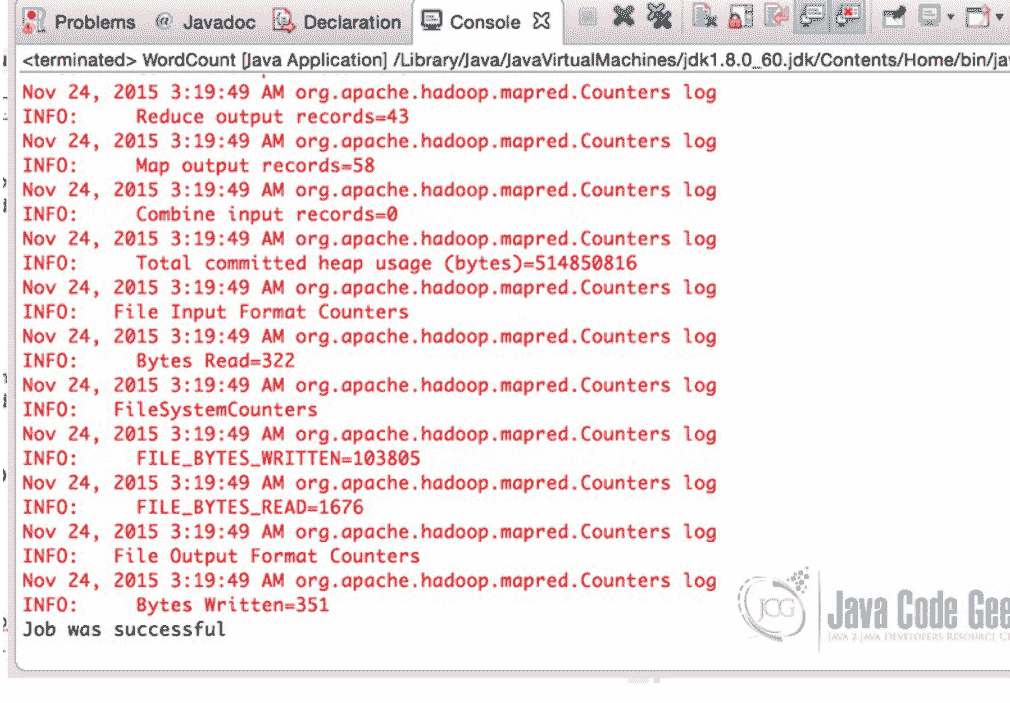 Problems @ Javadoc Declaration Console
<terminated> WordCount [Java Application] /Library/Java/JavaVirtualMachines/jdk1.8.0_60.jdk/Contents/Home/bin/jav
Nov 24, 2015 3:19:49 AM org.apache.hadoop.mapred.Counters log
INFO:     Reduce output records=43
Nov 24, 2015 3:19:49 AM org.apache.hadoop.mapred.Counters log
INFO:     Map output records=58
Nov 24, 2015 3:19:49 AM org.apache.hadoop.mapred.Counters log
INFO:     Combine input records=0
Nov 24, 2015 3:19:49 AM org.apache.hadoop.mapred.Counters log
INFO:     Total committed heap usage (bytes)=514850816
Nov 24, 2015 3:19:49 AM org.apache.hadoop.mapred.Counters log
INFO:   File Input Format Counters
Nov 24, 2015 3:19:49 AM org.apache.hadoop.mapred.Counters log
INFO:     Bytes Read=322
Nov 24, 2015 3:19:49 AM org.apache.hadoop.mapred.Counters log
INFO:   FileSystemCounters
Nov 24, 2015 3:19:49 AM org.apache.hadoop.mapred.Counters log
INFO:     FILE_BYTES_WRITTEN=103805
Nov 24, 2015 3:19:49 AM org.apache.hadoop.mapred.Counters log
INFO:     FILE_BYTES_READ=1676
Nov 24, 2015 3:19:49 AM org.apache.hadoop.mapred.Counters log
INFO:   File Output Format Counters
Nov 24, 2015 3:19:49 AM org.apache.hadoop.mapred.Counters log
INFO:     Bytes Written=351
Job was successful
JCG Java Code Gee
JAVA 2 JAVA DEVELOPERS RESOURCE C